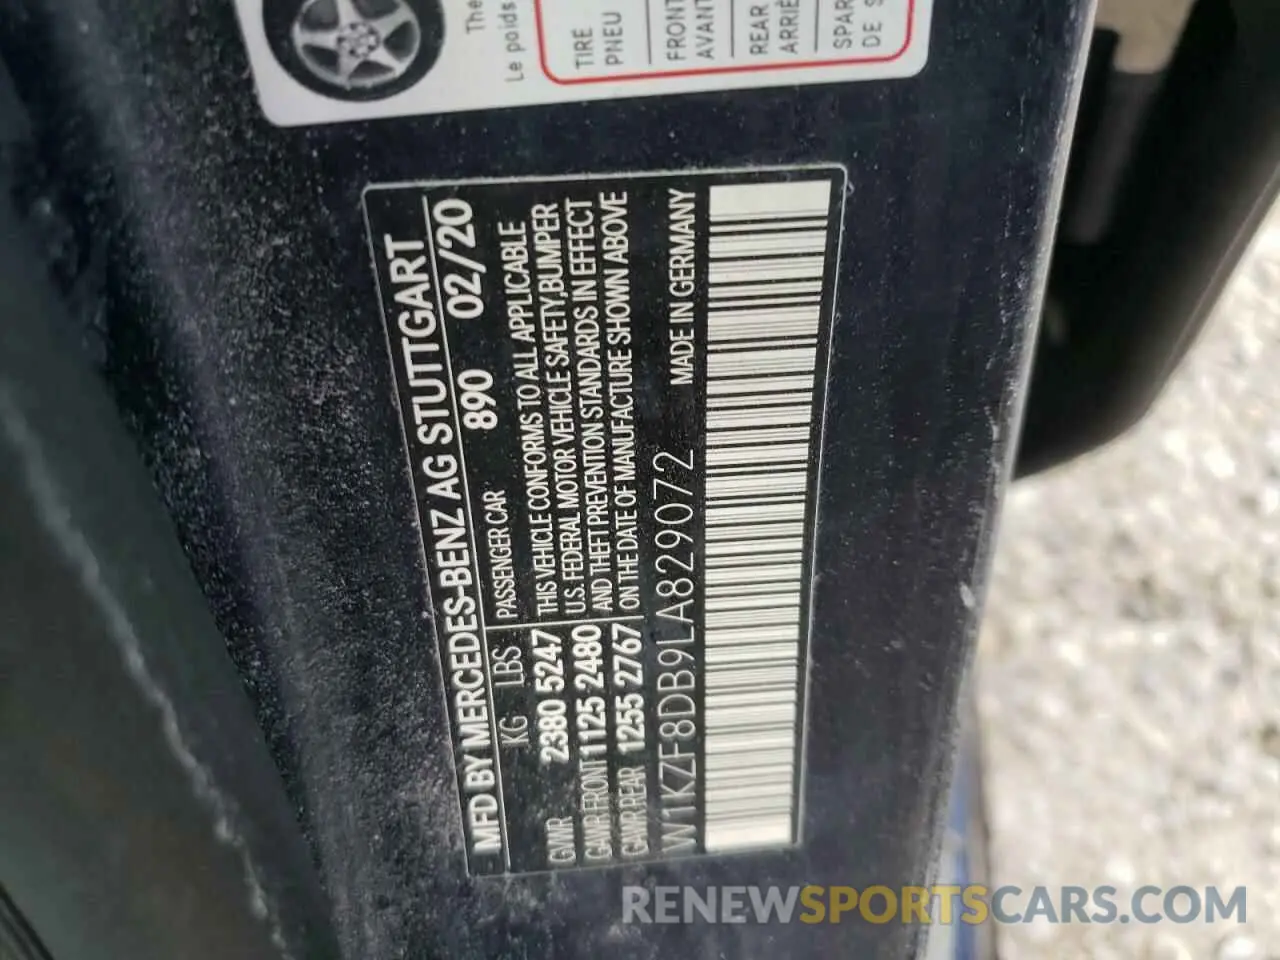 The
Le poids
TIRE
PNEU
FRONT
AVANT
REAR
ARRIÈ
SPAR
DE S
MFD BY MERCEDES-BENZ AG STUTTGART
KG LBS PASSENGER CAR 890 02/20
GVWR 2380 5247
GAWR FRONT 1125 2480
GAWR REAR 1255 2767
THIS VEHICLE CONFORMS TO ALL APPLICABLE
U.S. FEDERAL MOTOR VEHICLE SAFETY,BUMPER
AND THEFT PREVENTION STANDARDS IN EFFECT
ON THE DATE OF MANUFACTURE SHOWN ABOVE
W1KZF8DB9LA829072 MADE IN GERMANY
RENEWSPORTSCARS.COM